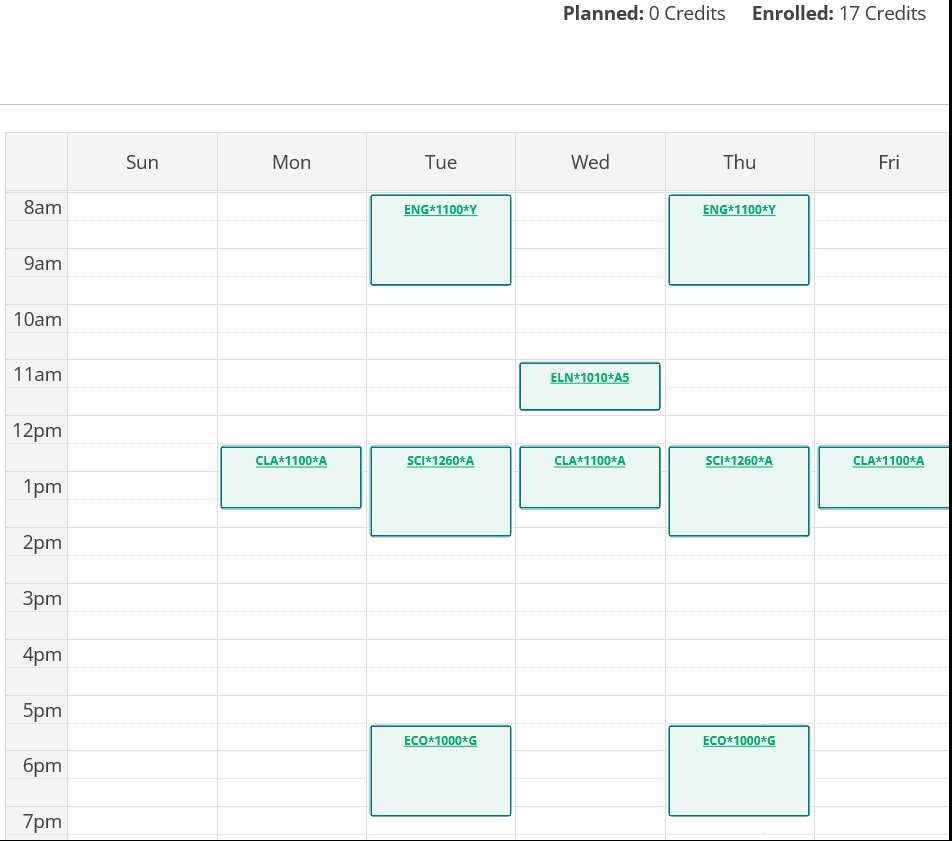 Planned: 0 Credits Enrolled: 17 Credits
Sun Mon Tue Wed Thu Fri
8am
ENG*1100*Y ENG*1100*Y
9am
10am
11am
ELN*1010*A5
12pm
CLA*1100*A SCI*1260*A CLA*1100*A SCI*1260*A CLA*1100*A
1pm
2pm
3pm
4pm
5pm
ECO*1000*G ECO*1000*G
6pm
7pm